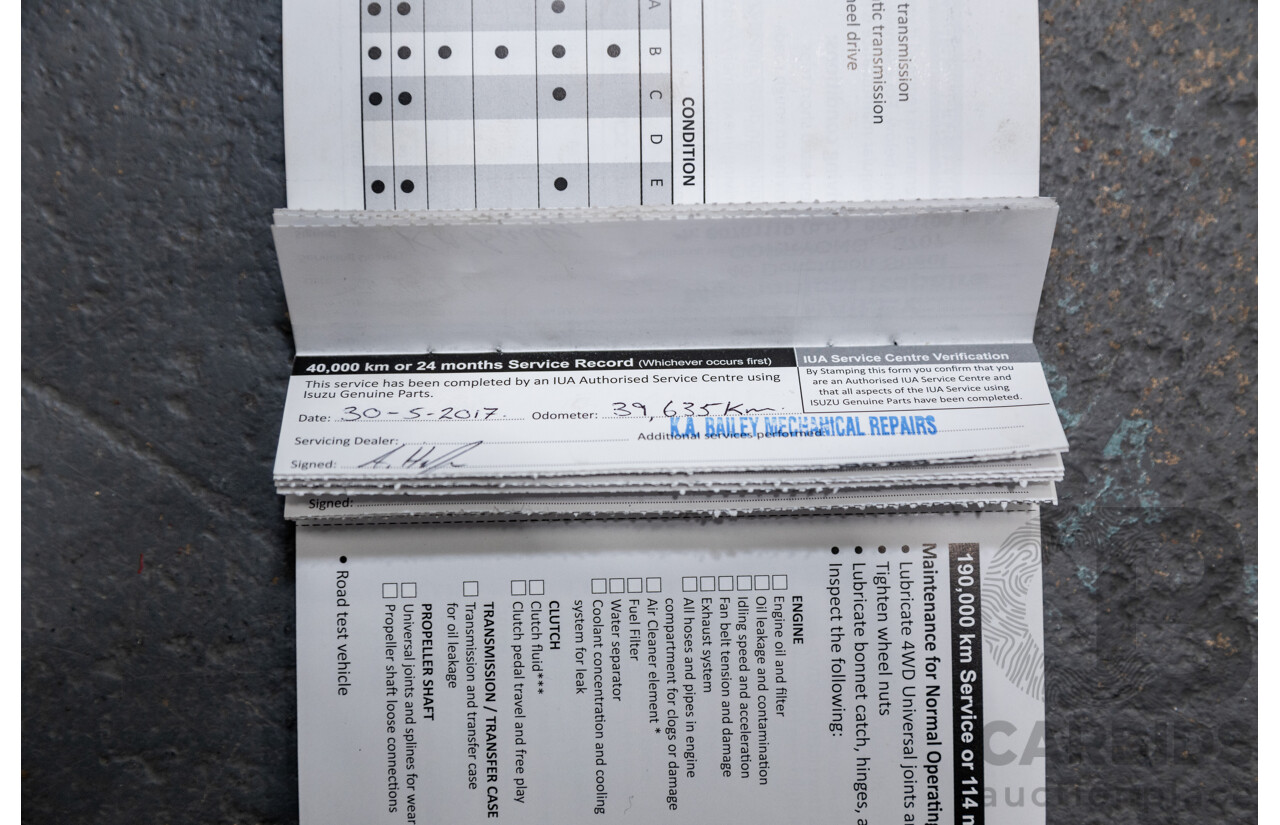 transmission
tic transmission
eel drive
CONDITION
A
B
C
D
E
40,000 km or 24 months Service Record (Whichever occurs first)
IUA Service Centre Verification
This service has been completed by an IUA Authorised Service Centre using
Isuzu Genuine Parts.
By Stamping this form you confirm that you
are an Authorised IUA Service Centre and
that all aspects of the IUA Service using
ISUZU Genuine Parts have been completed.
Date: 30-5-2017. Odometer: 39,635 Km
K.A. BAILEY MECHANICAL REPAIRS
Servicing Dealer: Additional services performed:
Signed:
Signed:
190,000 km Service or 114 m
Maintenance for Normal Operating
• Lubricate 4WD Universal joints a
• Tighten wheel nuts
• Lubricate bonnet catch, hinges, a
• Inspect the following:
ENGINE
Engine oil and filter
Oil leakage and contamination
Idling speed and acceleration
Fan belt tension and damage
Exhaust system
All hoses and pipes in engine
compartment for clogs or damage
Air Cleaner element *
Fuel Filter
Water separator
Coolant concentration and cooling
system for leak
CLUTCH
Clutch fluid***
Clutch pedal travel and free play
TRANSMISSION / TRANSFER CASE
Transmission and transfer case
for oil leakage
PROPELLER SHAFT
Universal joints and splines for wear
Propeller shaft loose connections
• Road test vehicle